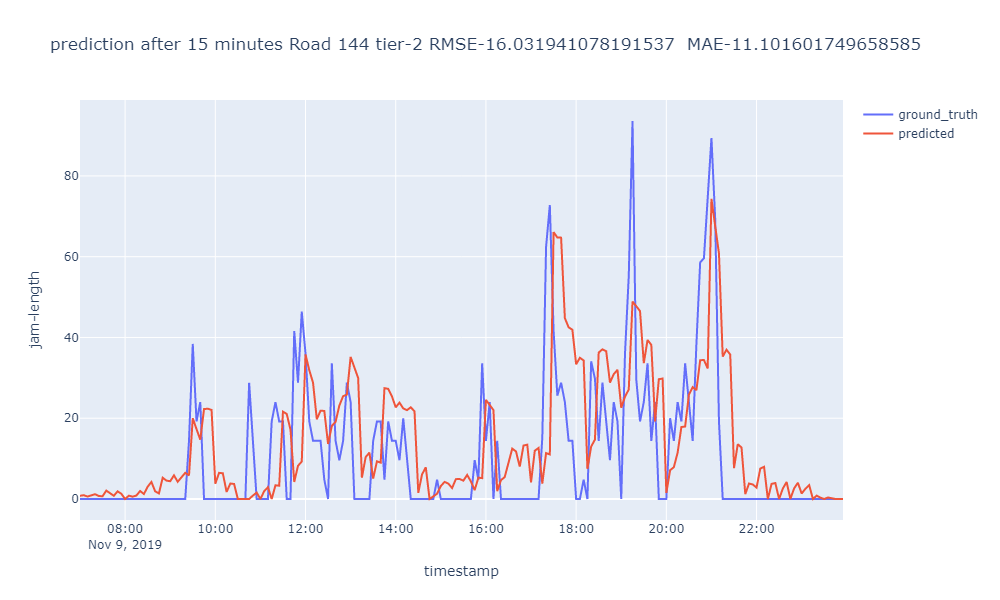 prediction after 15 minutes Road 144 tier-2 RMSE-16.031941078191537  MAE-11.101601749658585
ground_truth
predicted
80
60
40
20
0
jam-length
08:00 10:00 12:00 14:00 16:00 18:00 20:00 22:00
Nov 9, 2019
timestamp